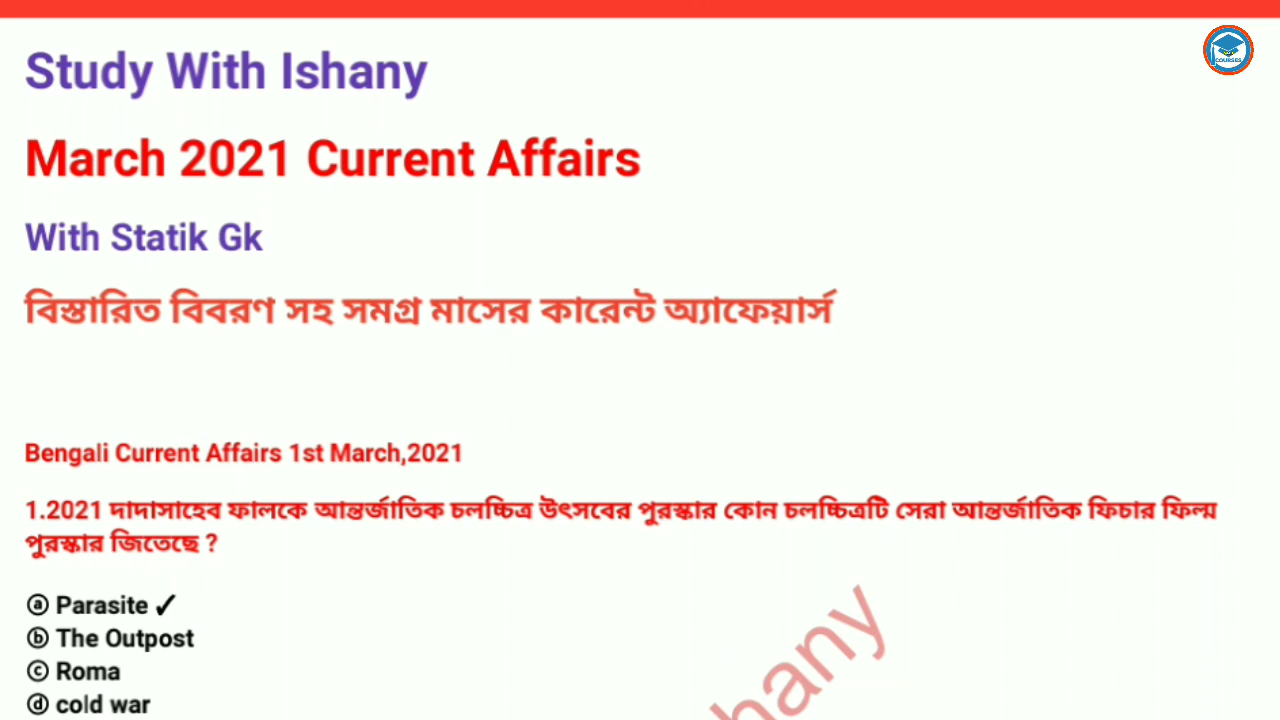 COURSES
Study With Ishany
March 2021 Current Affairs
With Statik Gk
বিস্তারিত বিবরণ সহ সমগ্র মাসের কারেন্ট অ্যাফেয়ার্স
Bengali Current Affairs 1st March,2021
1.2021 দাদাসাহেব ফালকে আন্তর্জাতিক চলচ্চিত্র উৎসবের পুরস্কার কোন চলচ্চিত্রটি সেরা আন্তর্জাতিক ফিচার ফিল্ম
পুরস্কার জিতেছে ?
ⓐ Parasite ✓
ⓑ The Outpost
ⓒ Roma
ⓓ cold war
hany